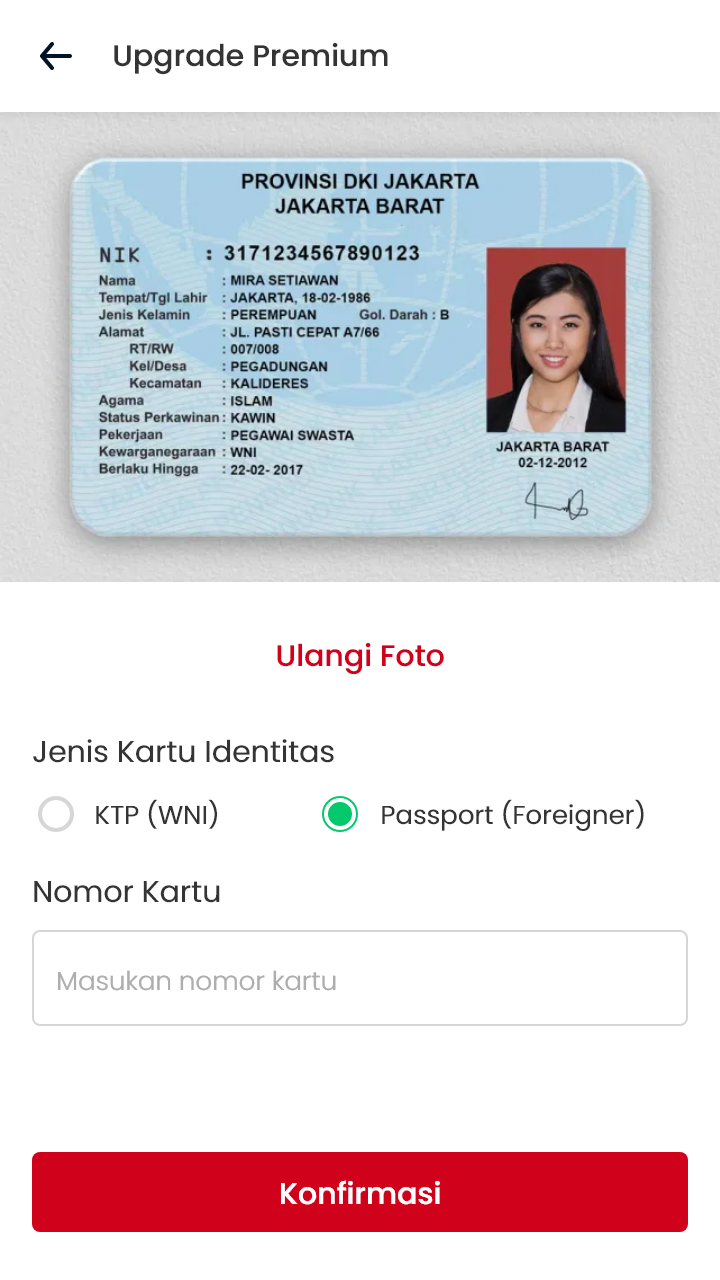 Upgrade Premium
PROVINSI DKI JAKARTA
JAKARTA BARAT
NIK : 3171234567890123
Nama : MIRA SETIAWAN
Tempat/Tgl Lahir : JAKARTA, 18-02-1986
Jenis Kelamin : PEREMPUAN Gol. Darah : B
Alamat : JL. PASTI CEPAT A7/66
RT/RW : 007/008
Kel/Desa : PEGADUNGAN
Kecamatan : KALIDERES
Agama : ISLAM
Status Perkawinan : KAWIN
Pekerjaan : PEGAWAI SWASTA
Kewarganegaraan : WNI
Berlaku Hingga : 22-02- 2017
JAKARTA BARAT
02-12-2012
Ulangi Foto
Jenis Kartu Identitas
KTP (WNI) Passport (Foreigner)
Nomor Kartu
Masukan nomor kartu
Konfirmasi